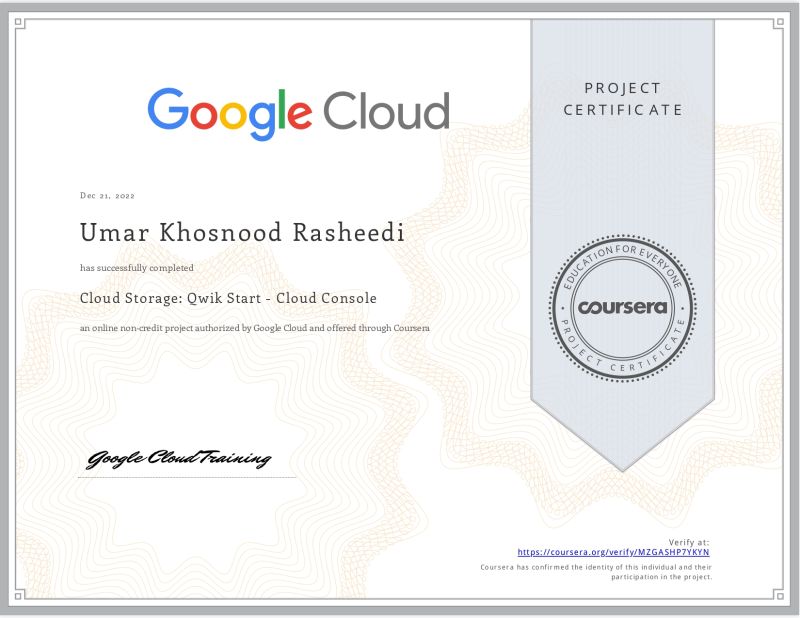 Google Cloud
PROJECT
CERTIFICATE
Dec 21, 2022
Umar Khosnood Rasheedi
has successfully completed
Cloud Storage: Qwik Start - Cloud Console
an online non-credit project authorized by Google Cloud and offered through Coursera
EDUCATION FOR EVERYONE
coursera
PROJECT CERTIFICATE
Google Cloud Training
Verify at:
https://coursera.org/verify/MZGASHP7YKYN
Coursera has confirmed the identity of this individual and their
participation in the project.